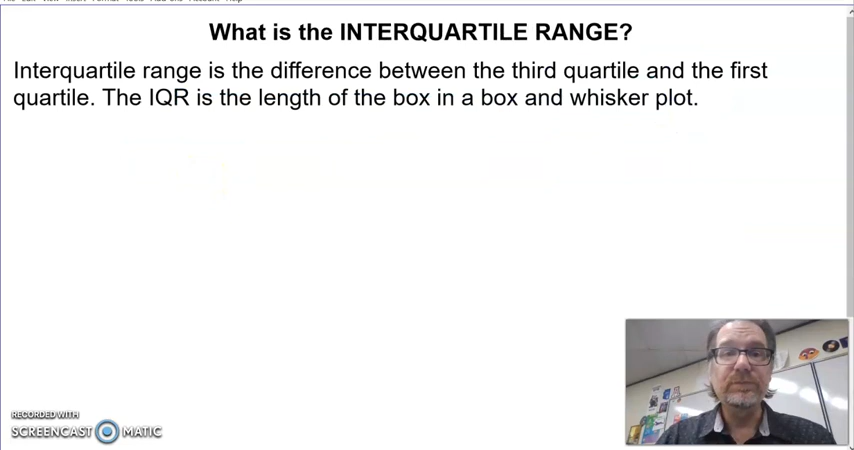 What is the INTERQUARTILE RANGE?
Interquartile range is the difference between the third quartile and the first
quartile. The IQR is the length of the box in a box and whisker plot.
RECORDED WITH
SCREENCAST MATIC